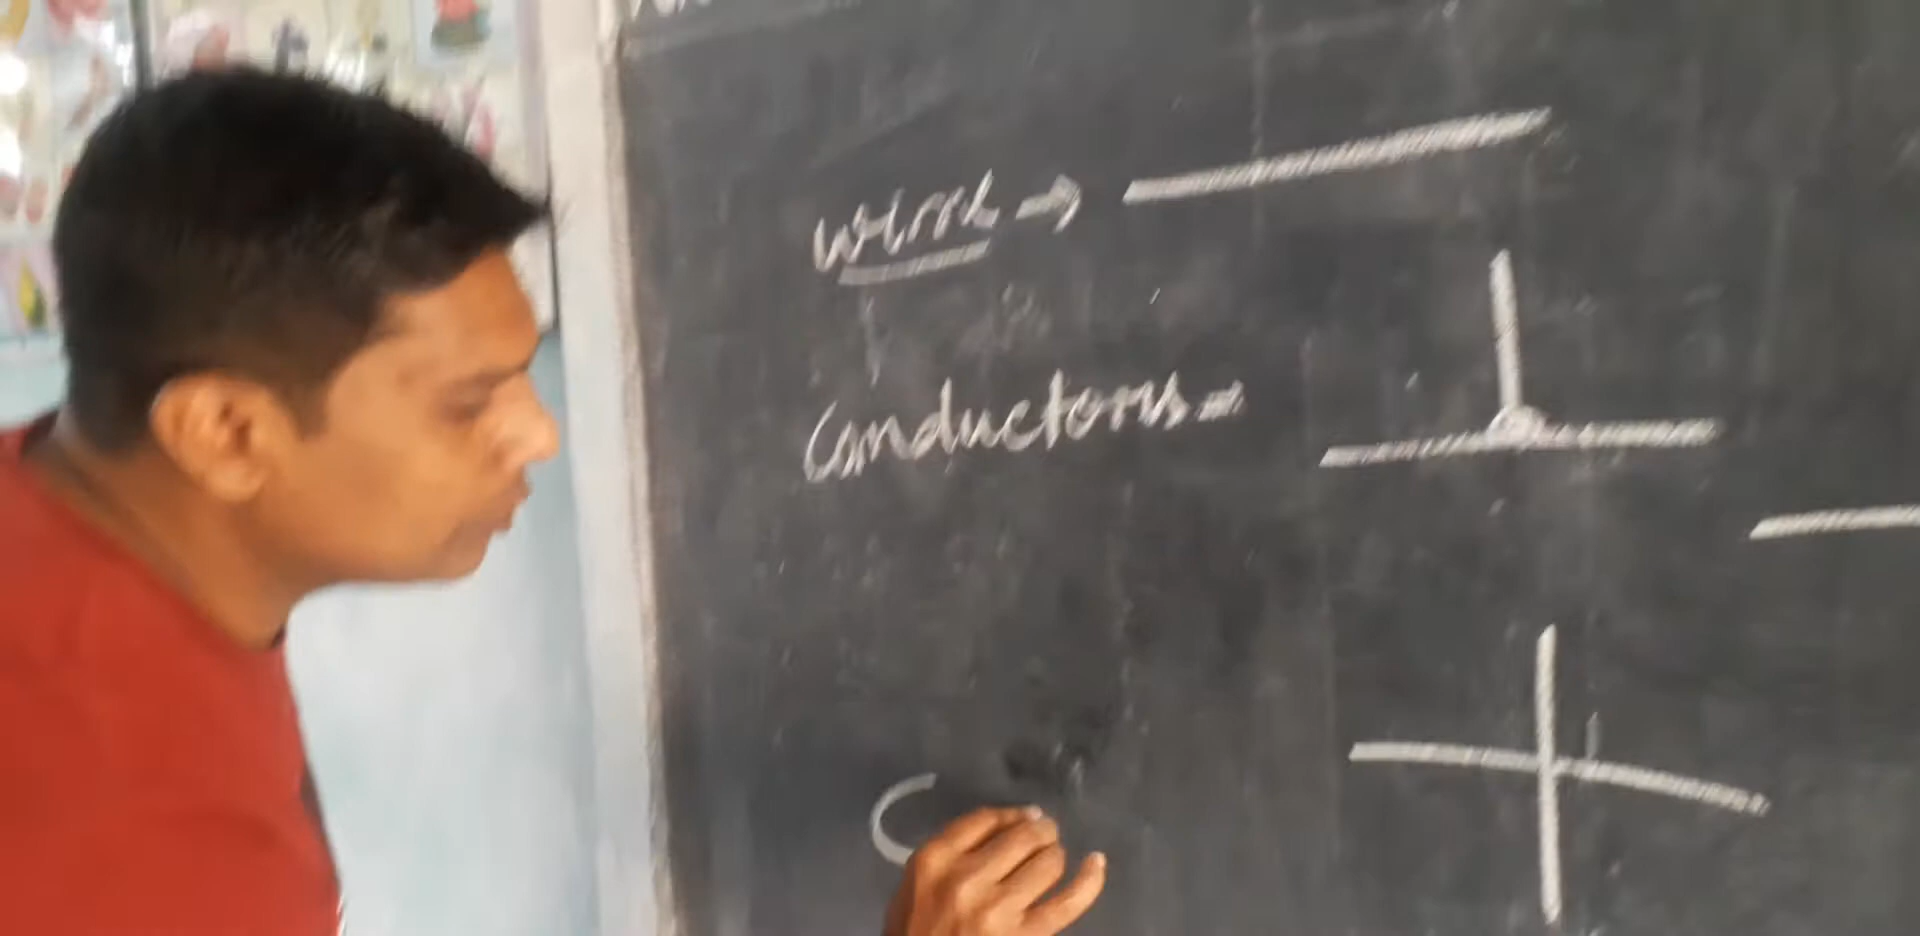 wire →
Conductors -
C